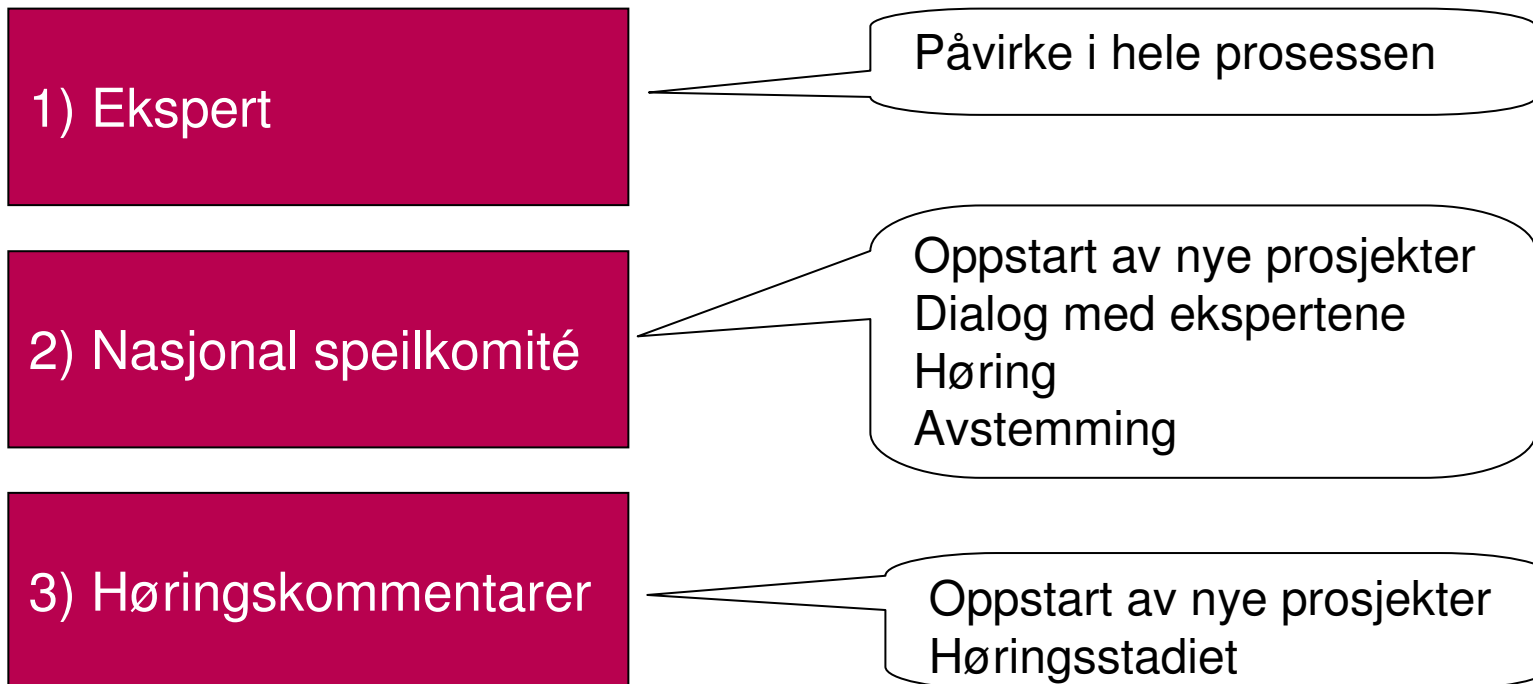 1) Ekspert
Påvirke i hele prosessen
2) Nasjonal speilkomité
Oppstart av nye prosjekter
Dialog med ekspertene
Høring
Avstemming
3) Høringskommentarer
Oppstart av nye prosjekter
Høringsstadiet